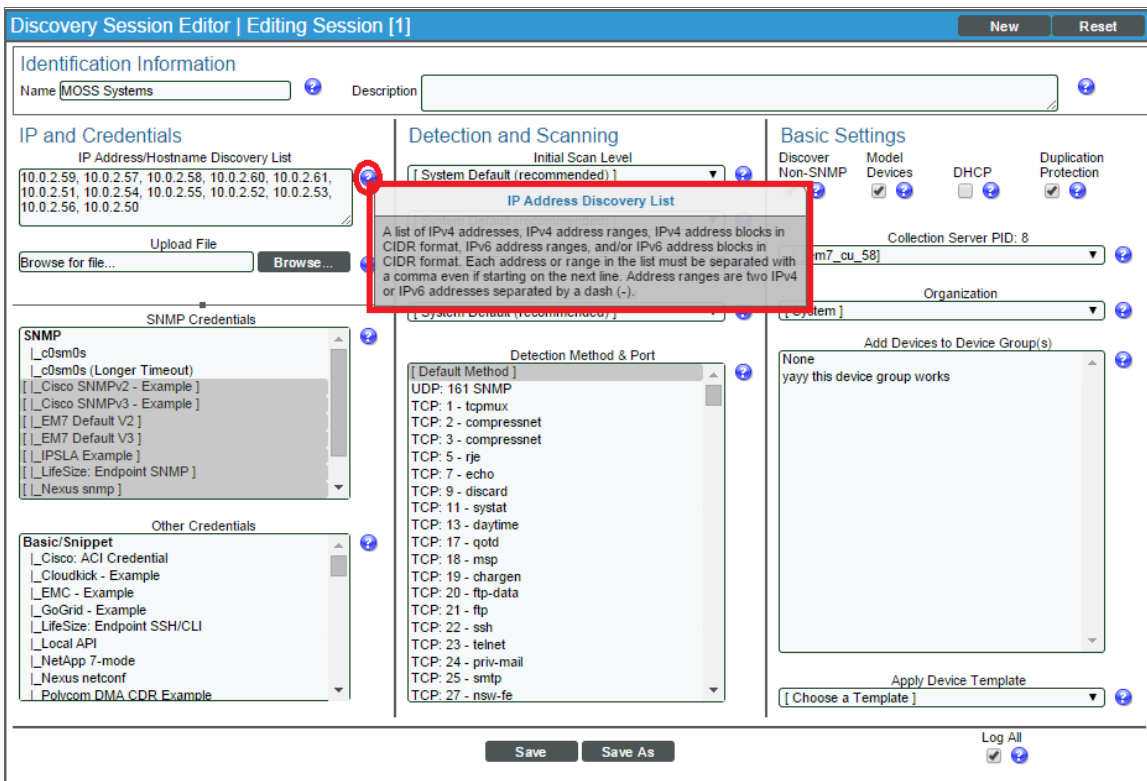 Discovery Session Editor | Editing Session [1]
New
Reset
Identification Information
Name
MOSS Systems
Description
IP and Credentials
IP Address/Hostname Discovery List
10.0.2.59, 10.0.2.57, 10.0.2.58, 10.0.2.60, 10.0.2.61,
10.0.2.51, 10.0.2.54, 10.0.2.55, 10.0.2.52, 10.0.2.53,
10.0.2.56, 10.0.2.50
Upload File
Browse for file...
Browse...
SNMP Credentials
SNMP
|_c0sm0s
|_c0sm0s (Longer Timeout)
[ |_Cisco SNMPv2 - Example ]
[ |_Cisco SNMPv3 - Example ]
[ |_EM7 Default V2 ]
[ |_EM7 Default V3 ]
[ |_IPSLA Example ]
[ |_LifeSize: Endpoint SNMP ]
[ |_Nexus snmp ]
Other Credentials
Basic/Snippet
|_Cisco: ACI Credential
|_Cloudkick - Example
|_EMC - Example
|_GoGrid - Example
|_LifeSize: Endpoint SSH/CLI
|_Local API
|_NetApp 7-mode
|_Nexus netconf
|_Polycom DMA CDR Example
Detection and Scanning
Initial Scan Level
[ System Default (recommended) ]
IP Address Discovery List
A list of IPv4 addresses, IPv4 address ranges, IPv4 address blocks in
CIDR format, IPv6 address ranges, and/or IPv6 address blocks in
CIDR format. Each address or range in the list must be separated with
a comma even if starting on the next line. Address ranges are two IPv4
or IPv6 addresses separated by a dash (-).
[ System Default (recommended) ]
Detection Method & Port
[ Default Method ]
UDP: 161 SNMP
TCP: 1 - tcpmux
TCP: 2 - compressnet
TCP: 3 - compressnet
TCP: 5 - rje
TCP: 7 - echo
TCP: 9 - discard
TCP: 11 - systat
TCP: 13 - daytime
TCP: 17 - qotd
TCP: 18 - msp
TCP: 19 - chargen
TCP: 20 - ftp-data
TCP: 21 - ftp
TCP: 22 - ssh
TCP: 23 - telnet
TCP: 24 - priv-mail
TCP: 25 - smtp
TCP: 27 - nsw-fe
Basic Settings
Discover
Non-SNMP
Model
Devices
DHCP
Duplication
Protection
Collection Server PID: 8
em7_cu_58]
Organization
[ System ]
Add Devices to Device Group(s)
None
yayy this device group works
Apply Device Template
[ Choose a Template ]
Save
Save As
Log All